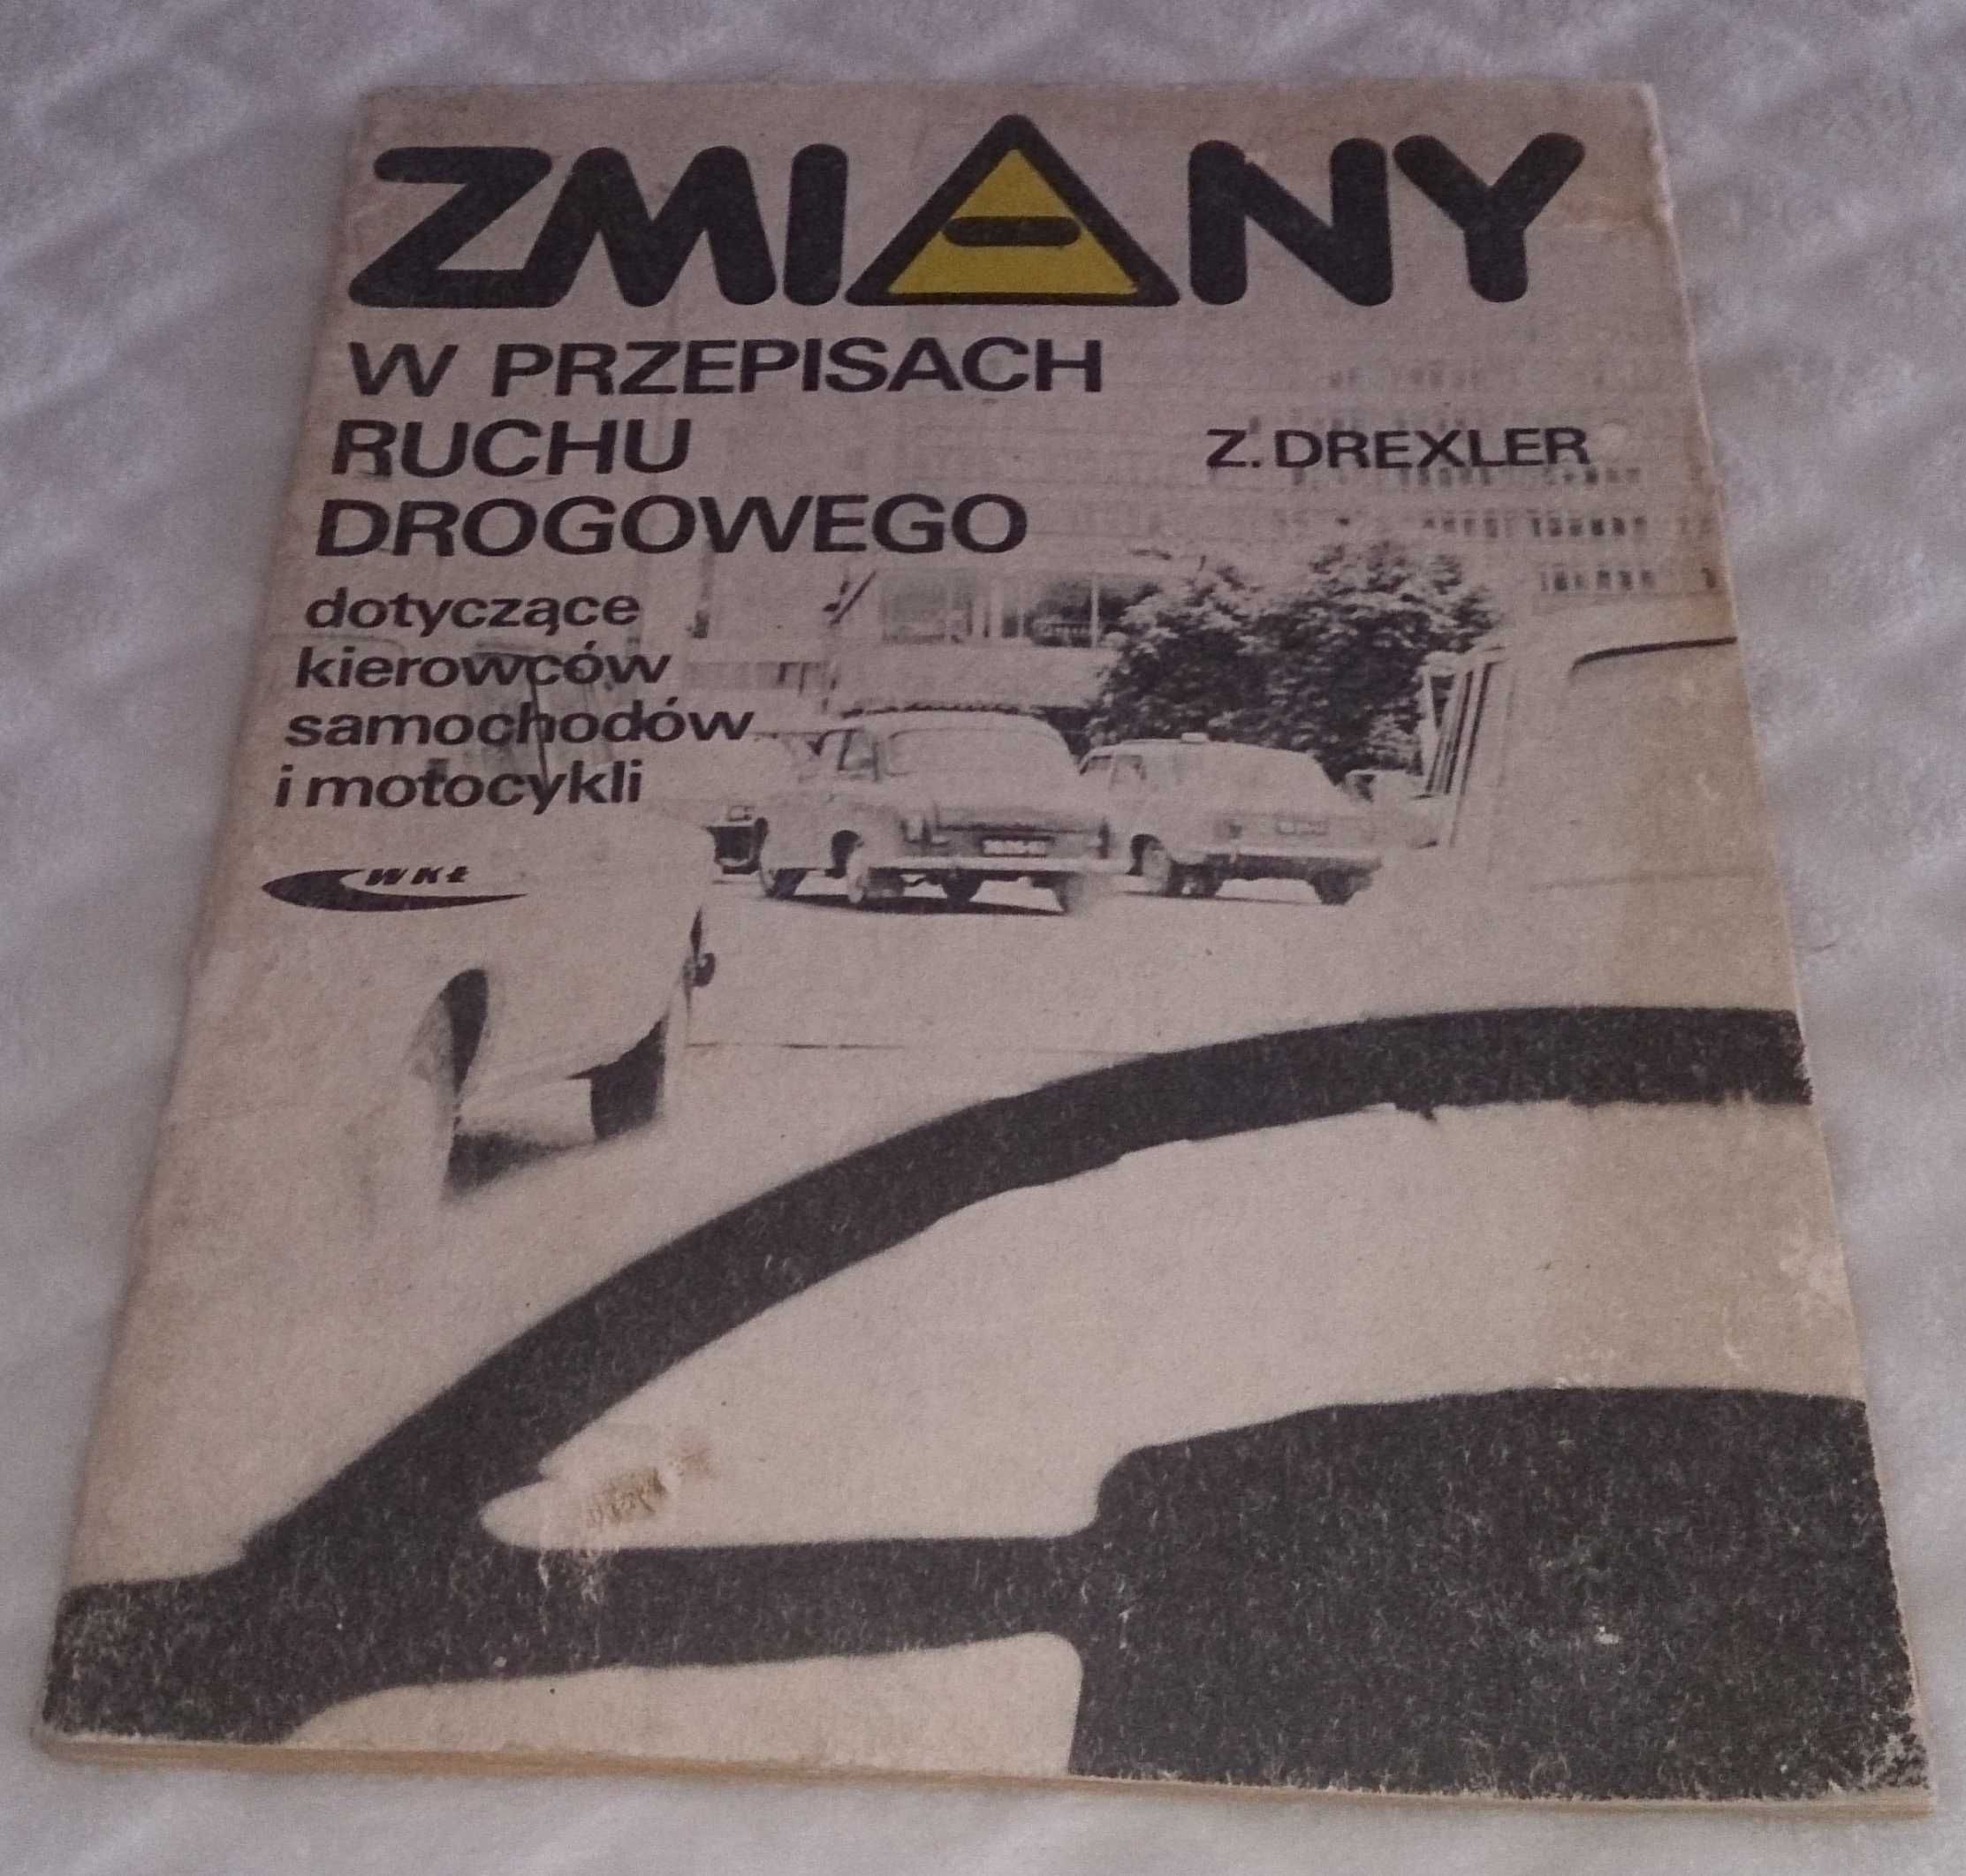 ZMIANY
W PRZEPISACH
RUCHU
DROGOWEGO
Z. DREXLER
dotyczące
kierowców
samochodów
i motocykli
WKŁ